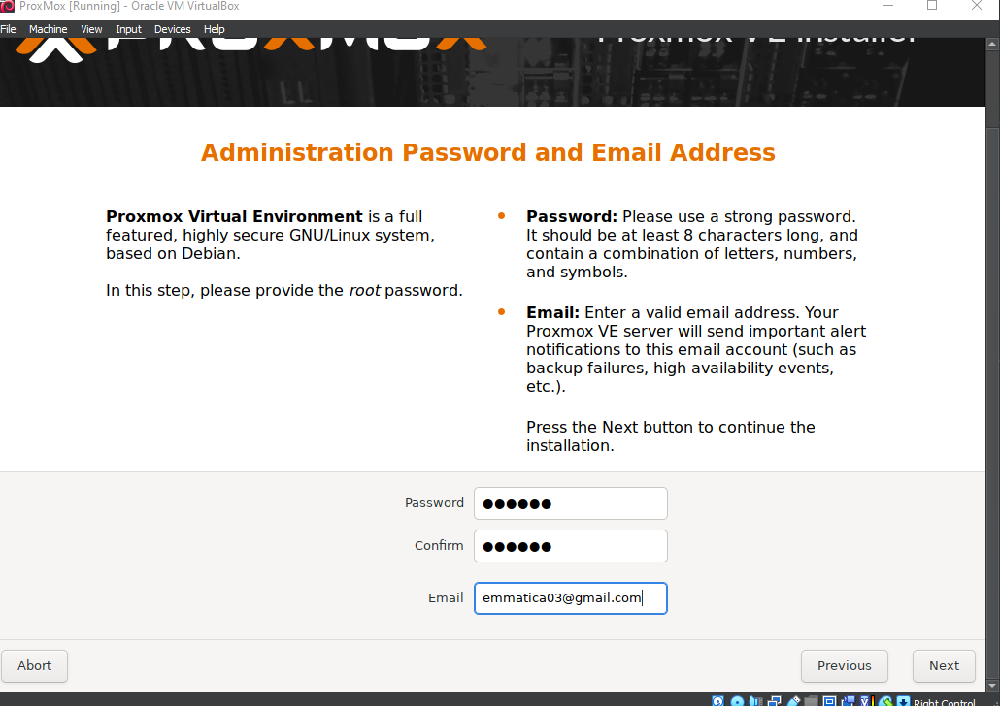 ProxMox [Running] - Oracle VM VirtualBox
File Machine View Input Devices Help
PROXMOX Proxmox VE Installer
Administration Password and Email Address
Proxmox Virtual Environment is a full
featured, highly secure GNU/Linux system,
based on Debian.
In this step, please provide the root password.
Password: Please use a strong password.
It should be at least 8 characters long, and
contain a combination of letters, numbers,
and symbols.
Email: Enter a valid email address. Your
Proxmox VE server will send important alert
notifications to this email account (such as
backup failures, high availability events,
etc.).
Press the Next button to continue the
installation.
Password ●●●●●●
Confirm ●●●●●●
Email emmatica03@gmail.com
Abort Previous Next
Right Control